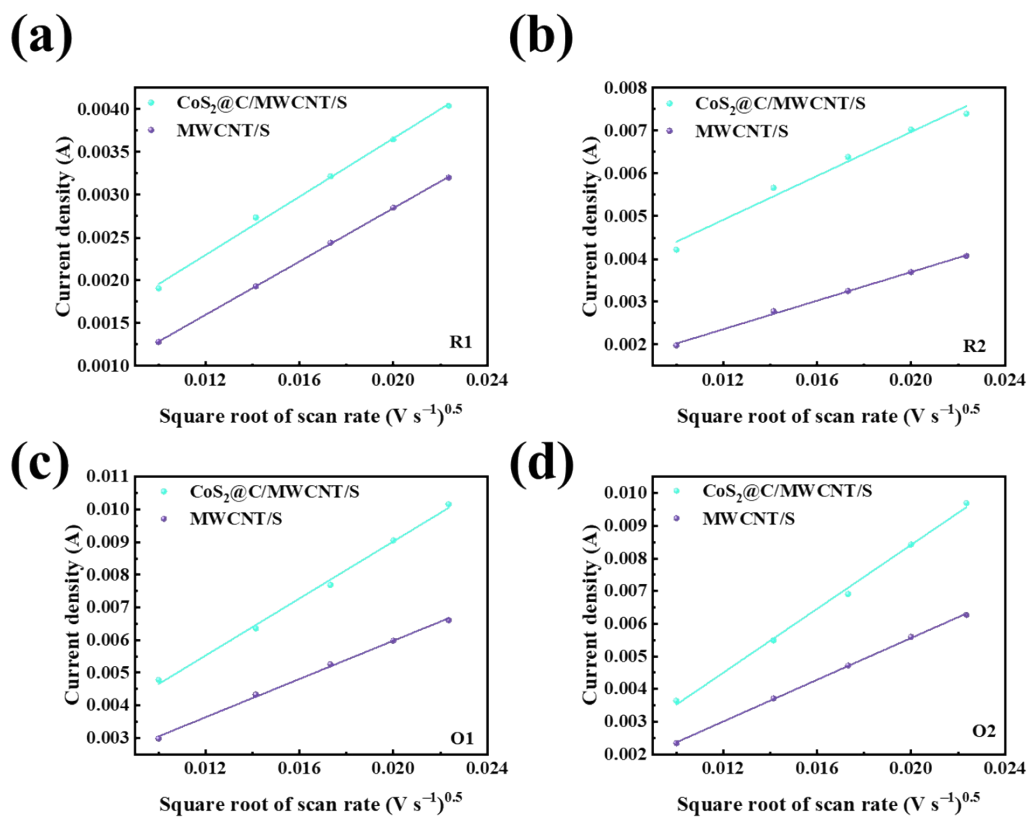 (a)
0.0040
0.0035
0.0030
0.0025
0.0020
0.0015
0.0010
Current density (A)
CoS₂@C/MWCNT/S
MWCNT/S
R1
0.012 0.016 0.020 0.024
Square root of scan rate (V s⁻¹)⁰·⁵
(b)
0.008
0.007
0.006
0.005
0.004
0.003
0.002
Current density (A)
CoS₂@C/MWCNT/S
MWCNT/S
R2
0.012 0.016 0.020 0.024
Square root of scan rate (V s⁻¹)⁰·⁵
(c)
0.011
0.010
0.009
0.008
0.007
0.006
0.005
0.004
0.003
Current density (A)
CoS₂@C/MWCNT/S
MWCNT/S
O1
0.012 0.016 0.020 0.024
Square root of scan rate (V s⁻¹)⁰·⁵
(d)
0.010
0.009
0.008
0.007
0.006
0.005
0.004
0.003
0.002
Current density (A)
CoS₂@C/MWCNT/S
MWCNT/S
O2
0.012 0.016 0.020 0.024
Square root of scan rate (V s⁻¹)⁰·⁵